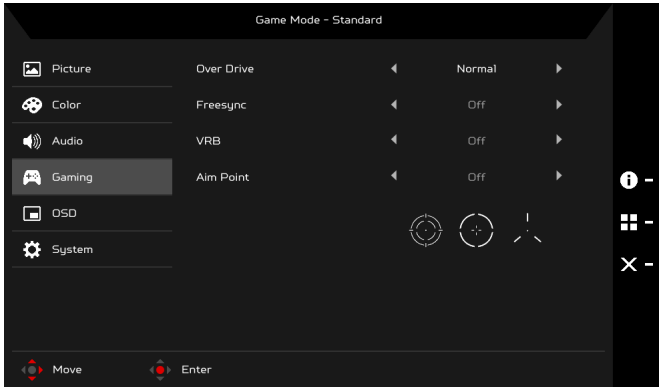 Game Mode - Standard
Picture
Over Drive Normal
Color
Freesync Off
Audio
VRB Off
Gaming
Aim Point Off
OSD
System
Move Enter